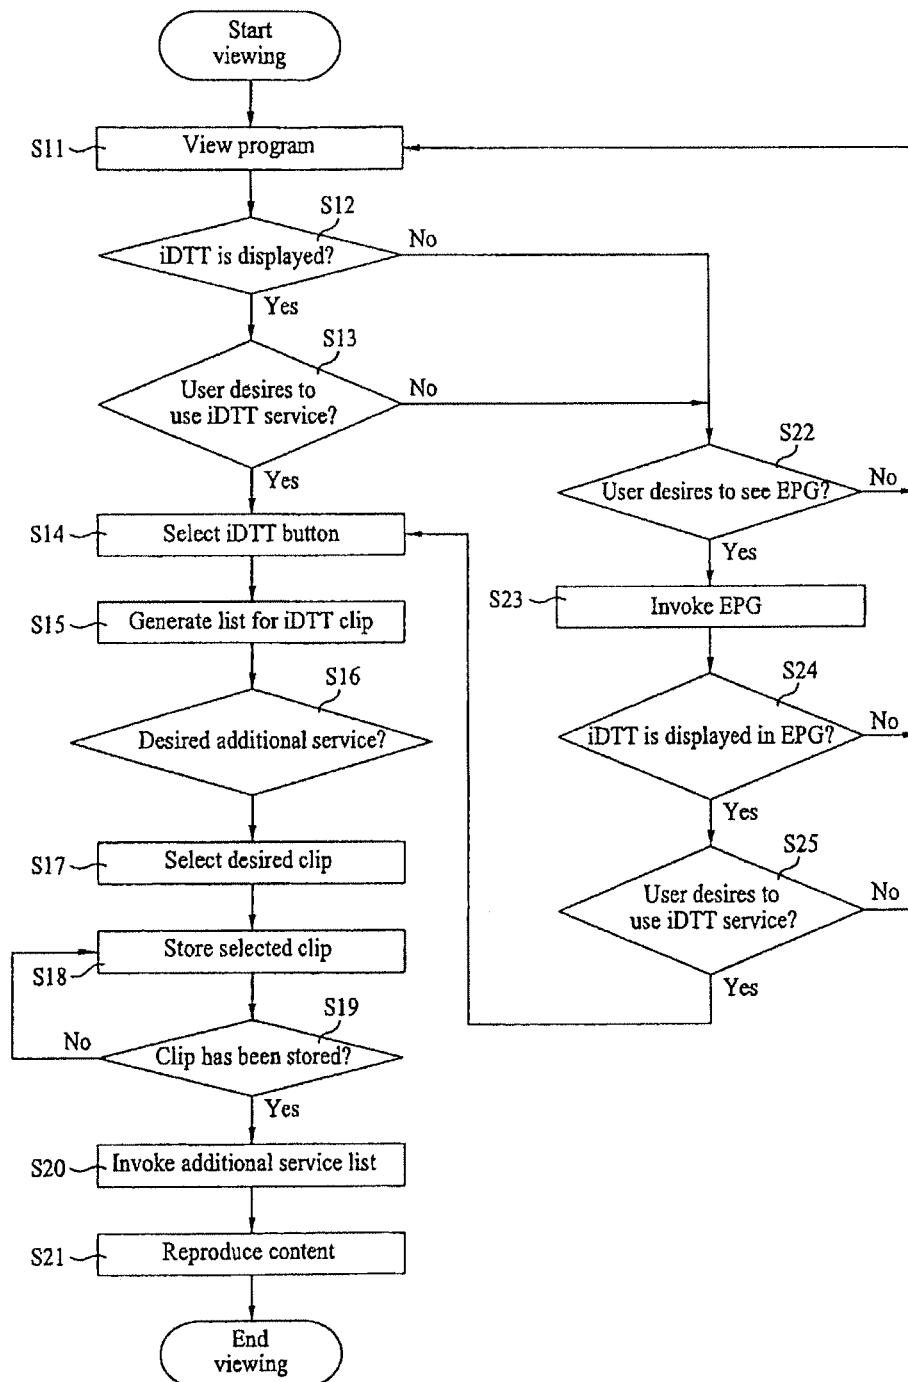 Start
viewing
S11
View program
S12
iDTT is displayed?
No
Yes
S13
User desires to
use iDTT service?
No
Yes
S14
Select iDTT button
S15
Generate list for iDTT clip
S16
Desired additional service?
S17
Select desired clip
S18
Store selected clip
S19
Clip has been stored?
No
Yes
S20
Invoke additional service list
S21
Reproduce content
End
viewing
S22
User desires to see EPG?
No
Yes
S23
Invoke EPG
S24
iDTT is displayed in EPG?
No
Yes
S25
User desires to
use iDTT service?
No
Yes